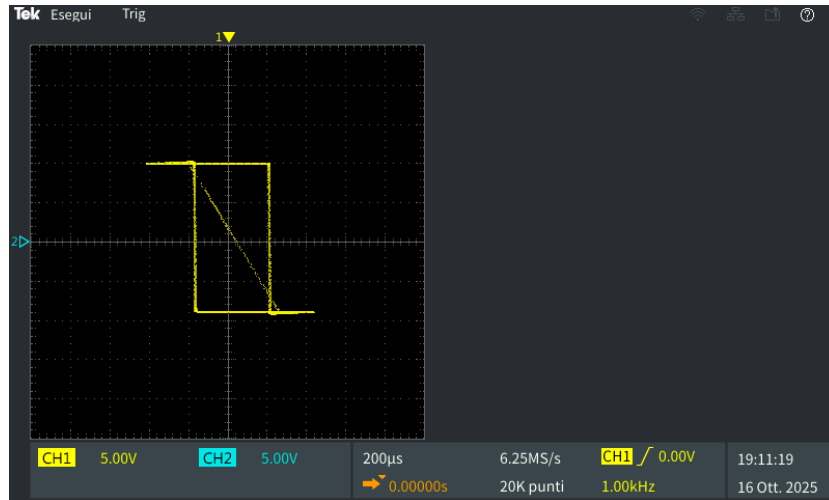 Tek Esegui Trig
1
2
CH1 5.00V CH2 5.00V 200µs 6.25MS/s CH1 / 0.00V 19:11:19
0.00000s 20K punti 1.00kHz 16 Ott. 2025